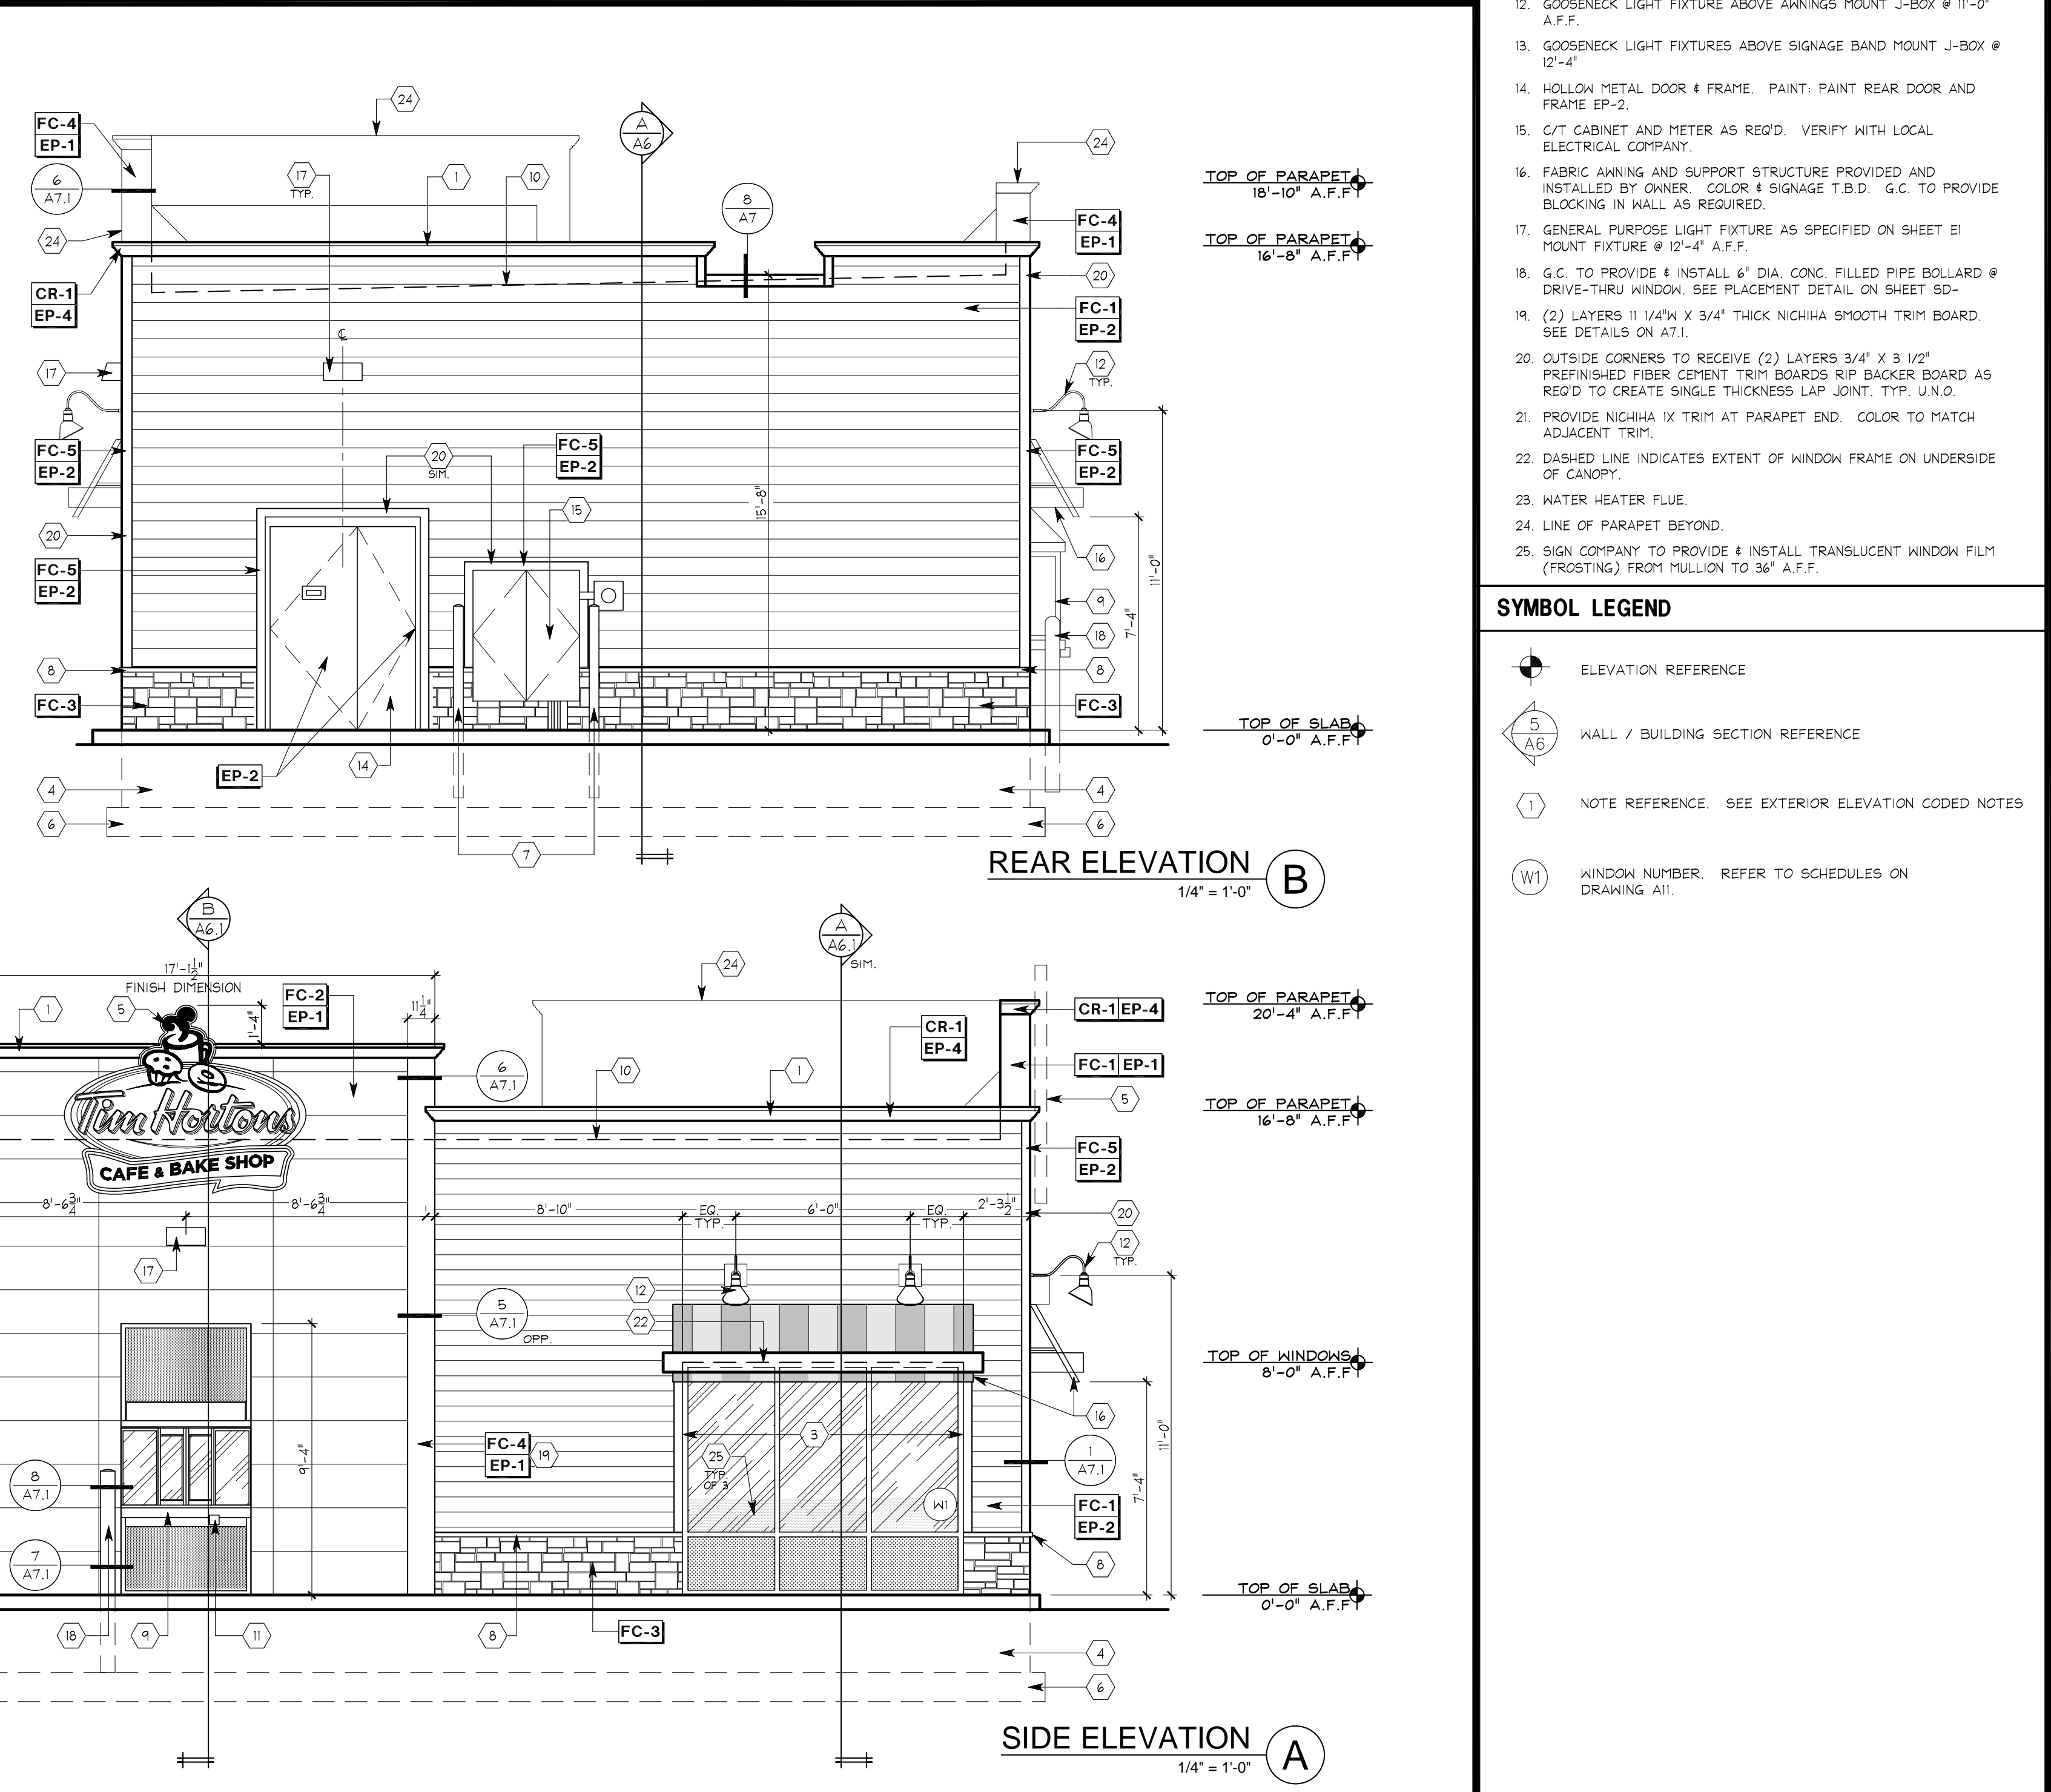 24
FC-4
EP-1
A
A6
24
6
A7.1
17
TYP.
1
10
TOP OF PARAPET
18'-10" A.F.F
8
A7
FC-4
EP-1
24
TOP OF PARAPET
16'-8" A.F.F
20
CR-1
EP-4
FC-1
EP-2
℄
17
12
TYP.
FC-5
EP-2
20
SIM.
FC-5
EP-2
FC-5
EP-2
15'-8"
15
20
16
11'-0"
FC-5
EP-2
9
7'-4"
18
8
8
FC-3
FC-3
TOP OF SLAB
0'-0" A.F.F
EP-2
14
4
4
6
6
7
REAR ELEVATION
B
1/4" = 1'-0"
B
A6.1
A
A6.1
SIM.
17'-1 1/2"
FINISH DIMENSION
24
1
5
1'-4"
FC-2
EP-1
11 1/4"
CR-1 EP-4
TOP OF PARAPET
20'-4" A.F.F
CR-1
EP-4
6
A7.1
10
1
FC-1 EP-1
5
TOP OF PARAPET
16'-8" A.F.F
Tim Hortons
CAFE & BAKE SHOP
FC-5
EP-2
8'-6 3/4"
8'-6 3/4"
1"
8'-10"
EQ.
TYP.
6'-0"
EQ.
TYP.
2'-3 1/2"
20
17
12
TYP.
12
5
A7.1
OPP.
22
TOP OF WINDOWS
8'-0" A.F.F
16
9'-4"
FC-4
EP-1
19
3
25
TYP.
OF 3
11'-0"
1
A7.1
7'-4"
8
A7.1
W1
FC-1
EP-2
7
A7.1
8
TOP OF SLAB
0'-0" A.F.F
18
9
11
8
FC-3
4
6
SIDE ELEVATION
A
1/4" = 1'-0"
12. GOOSENECK LIGHT FIXTURE ABOVE AWNINGS MOUNT J-BOX @ 11'-0"
A.F.F.
13. GOOSENECK LIGHT FIXTURES ABOVE SIGNAGE BAND MOUNT J-BOX @
12'-4"
14. HOLLOW METAL DOOR & FRAME. PAINT: PAINT REAR DOOR AND
FRAME EP-2.
15. C/T CABINET AND METER AS REQ'D. VERIFY WITH LOCAL
ELECTRICAL COMPANY.
16. FABRIC AWNING AND SUPPORT STRUCTURE PROVIDED AND
INSTALLED BY OWNER. COLOR & SIGNAGE T.B.D. G.C. TO PROVIDE
BLOCKING IN WALL AS REQUIRED.
17. GENERAL PURPOSE LIGHT FIXTURE AS SPECIFIED ON SHEET E1
MOUNT FIXTURE @ 12'-4" A.F.F.
18. G.C. TO PROVIDE & INSTALL 6" DIA. CONC. FILLED PIPE BOLLARD @
DRIVE-THRU WINDOW. SEE PLACEMENT DETAIL ON SHEET SD-
19. (2) LAYERS 11 1/4"W X 3/4" THICK NICHIHA SMOOTH TRIM BOARD.
SEE DETAILS ON A7.1.
20. OUTSIDE CORNERS TO RECEIVE (2) LAYERS 3/4" X 3 1/2"
PREFINISHED FIBER CEMENT TRIM BOARDS RIP BACKER BOARD AS
REQ'D TO CREATE SINGLE THICKNESS LAP JOINT. TYP. U.N.O.
21. PROVIDE NICHIHA 1X TRIM AT PARAPET END. COLOR TO MATCH
ADJACENT TRIM.
22. DASHED LINE INDICATES EXTENT OF WINDOW FRAME ON UNDERSIDE
OF CANOPY.
23. WATER HEATER FLUE.
24. LINE OF PARAPET BEYOND.
25. SIGN COMPANY TO PROVIDE & INSTALL TRANSLUCENT WINDOW FILM
(FROSTING) FROM MULLION TO 36" A.F.F.
SYMBOL LEGEND
ELEVATION REFERENCE
5
A6
WALL / BUILDING SECTION REFERENCE
1
NOTE REFERENCE. SEE EXTERIOR ELEVATION CODED NOTES
W1
WINDOW NUMBER. REFER TO SCHEDULES ON
DRAWING A11.